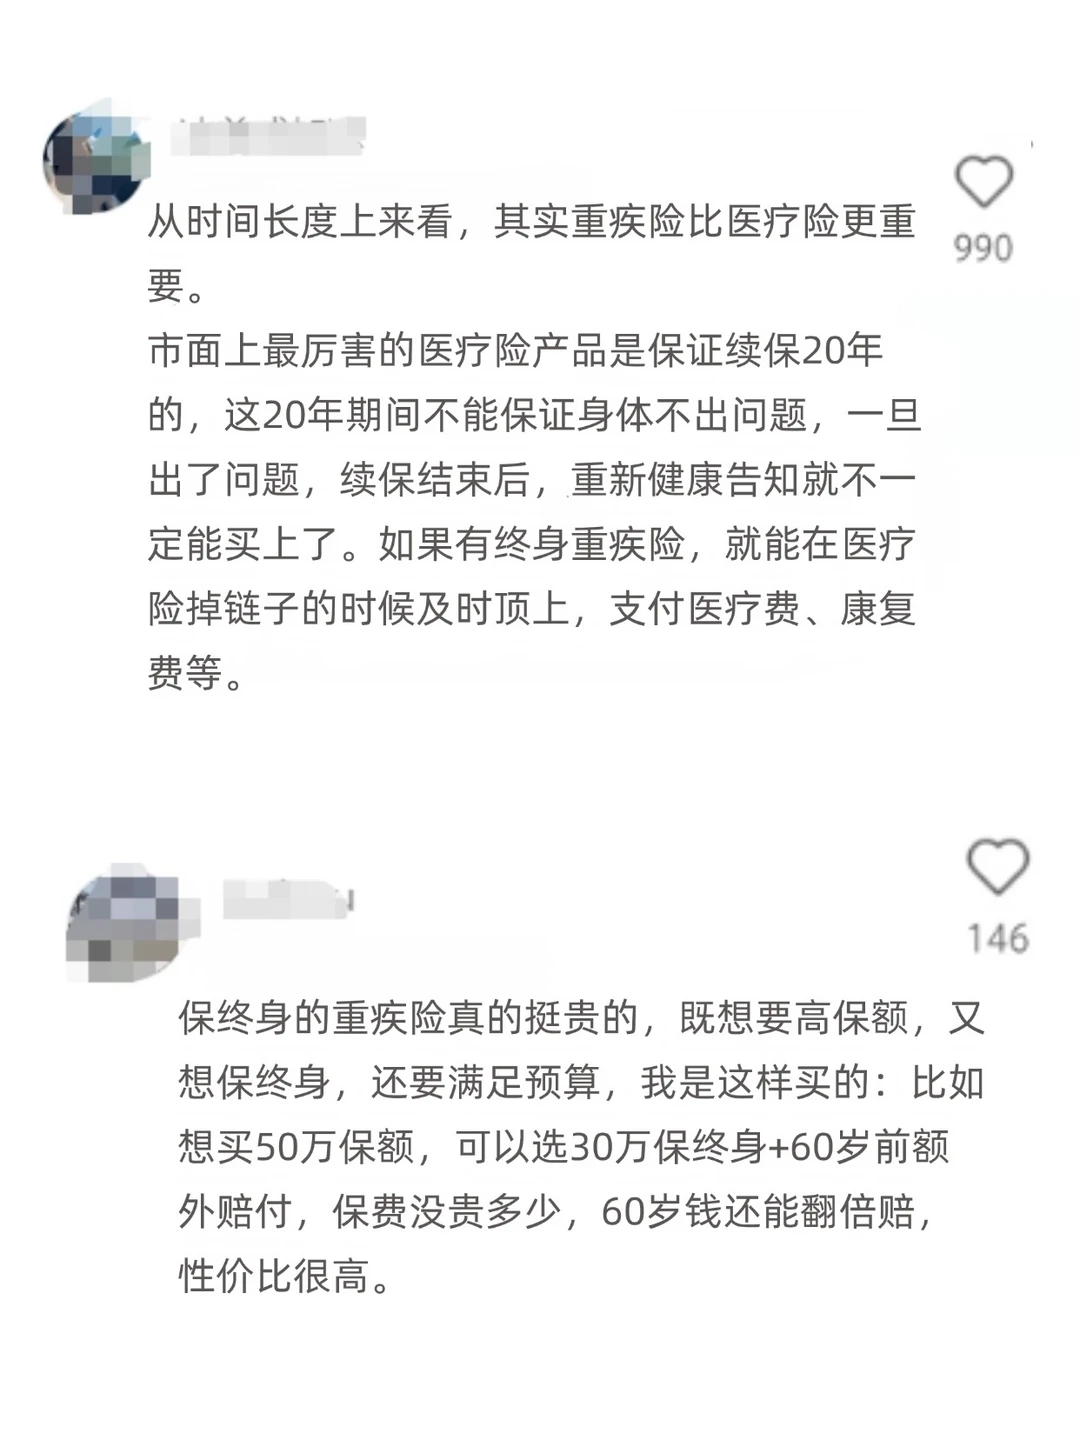 990
从时间长度上来看，其实重疾险比医疗险更重
要。
市面上最厉害的医疗险产品是保证续保20年
的，这20年期间不能保证身体不出问题，一旦
出了问题，续保结束后，重新健康告知就不一
定能买上了。如果有终身重疾险，就能在医疗
险掉链子的时候及时顶上，支付医疗费、康复
费等。
146
保终身的重疾险真的挺贵的，既想要高保额，又
想保终身，还要满足预算，我是这样买的：比如
想买50万保额，可以选30万保终身+60岁前额
外赔付，保费没贵多少，60岁钱还能翻倍赔，
性价比很高。